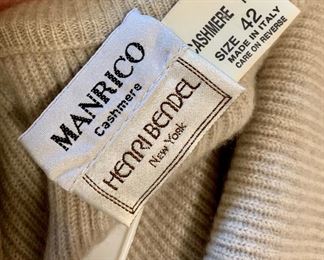 MANRICO
cashmere
HENRI BENDEL
NEW YORK
CASHMERE
SIZE 42
MADE IN ITALY
CARE ON REVERSE